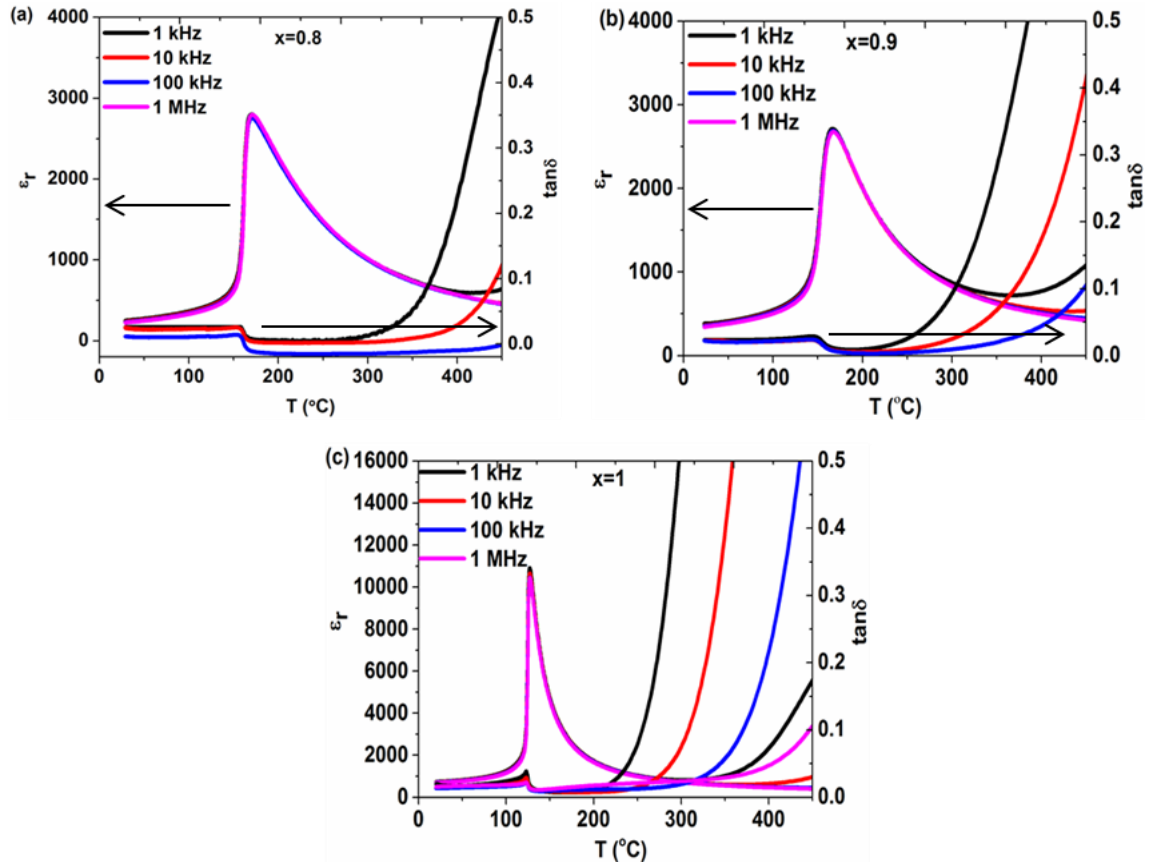 (a)
x=0.8
1 kHz
10 kHz
100 kHz
1 MHz
4000
3000
2000
1000
0
εr
0.5
0.4
0.3
0.2
0.1
0.0
tanδ
0 100 200 300 400
T (°C)
(b)
x=0.9
1 kHz
10 kHz
100 kHz
1 MHz
4000
3000
2000
1000
0
εr
0.5
0.4
0.3
0.2
0.1
0.0
tanδ
0 100 200 300 400
T (°C)
(c)
x=1
1 kHz
10 kHz
100 kHz
1 MHz
16000
14000
12000
10000
8000
6000
4000
2000
0
εr
0.5
0.4
0.3
0.2
0.1
0.0
tanδ
0 100 200 300 400
T (°C)